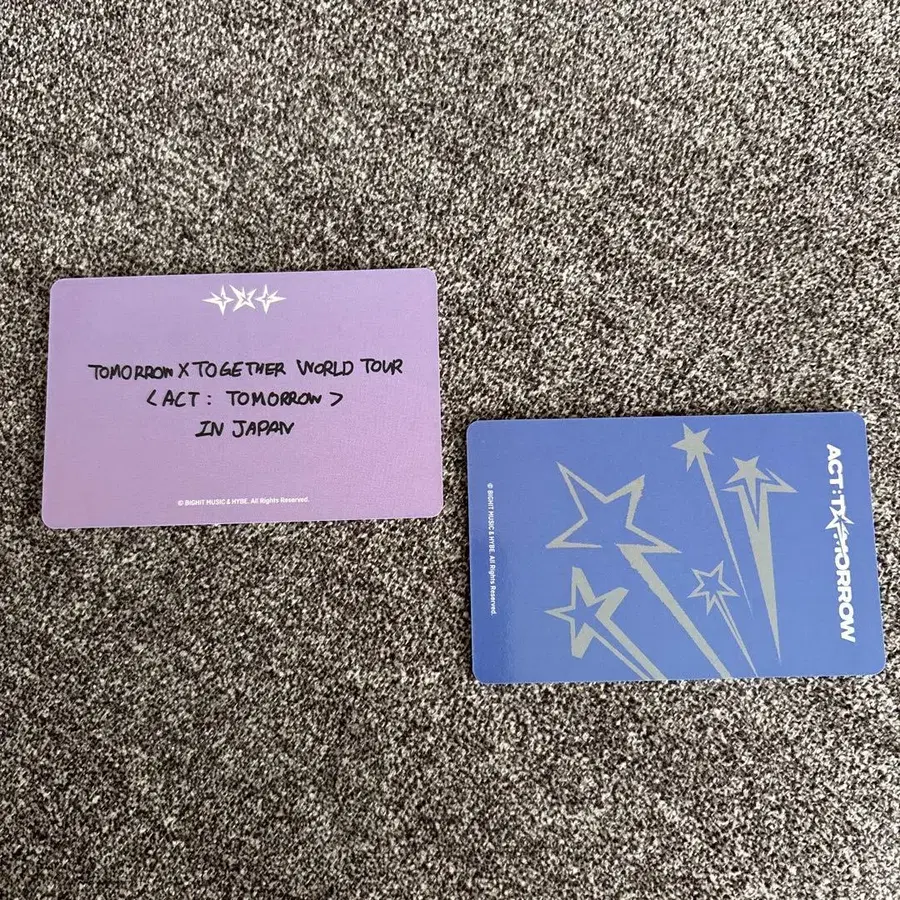 TOMORROW X TOGETHER WORLD TOUR
< ACT : TOMORROW >
IN JAPAN
© BIGHIT MUSIC & HYBE. All Rights Reserved.
ACT : TOMORROW
© BIGHIT MUSIC & HYBE. All Rights Reserved.